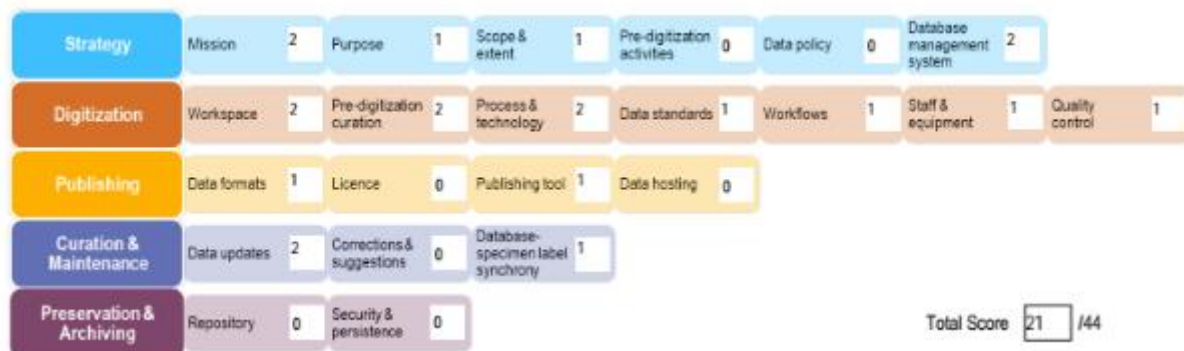 Strategy Mission 2 Purpose 1 Scope & extent 1 Pre-digitization activities 0 Data policy 0 Database management system 2
Digitization Workspace 2 Pre-digitization curation 2 Process & technology 2 Data standards 1 Workflows 1 Staff & equipment 1 Quality control 1
Publishing Data formats 1 Licence 0 Publishing tool 1 Data hosting 0
Curation & Maintenance Data updates 2 Corrections & suggestions 0 Database-specimen label synchrony 1
Preservation & Archiving Repository 0 Security & persistence 0
Total Score 21 /44